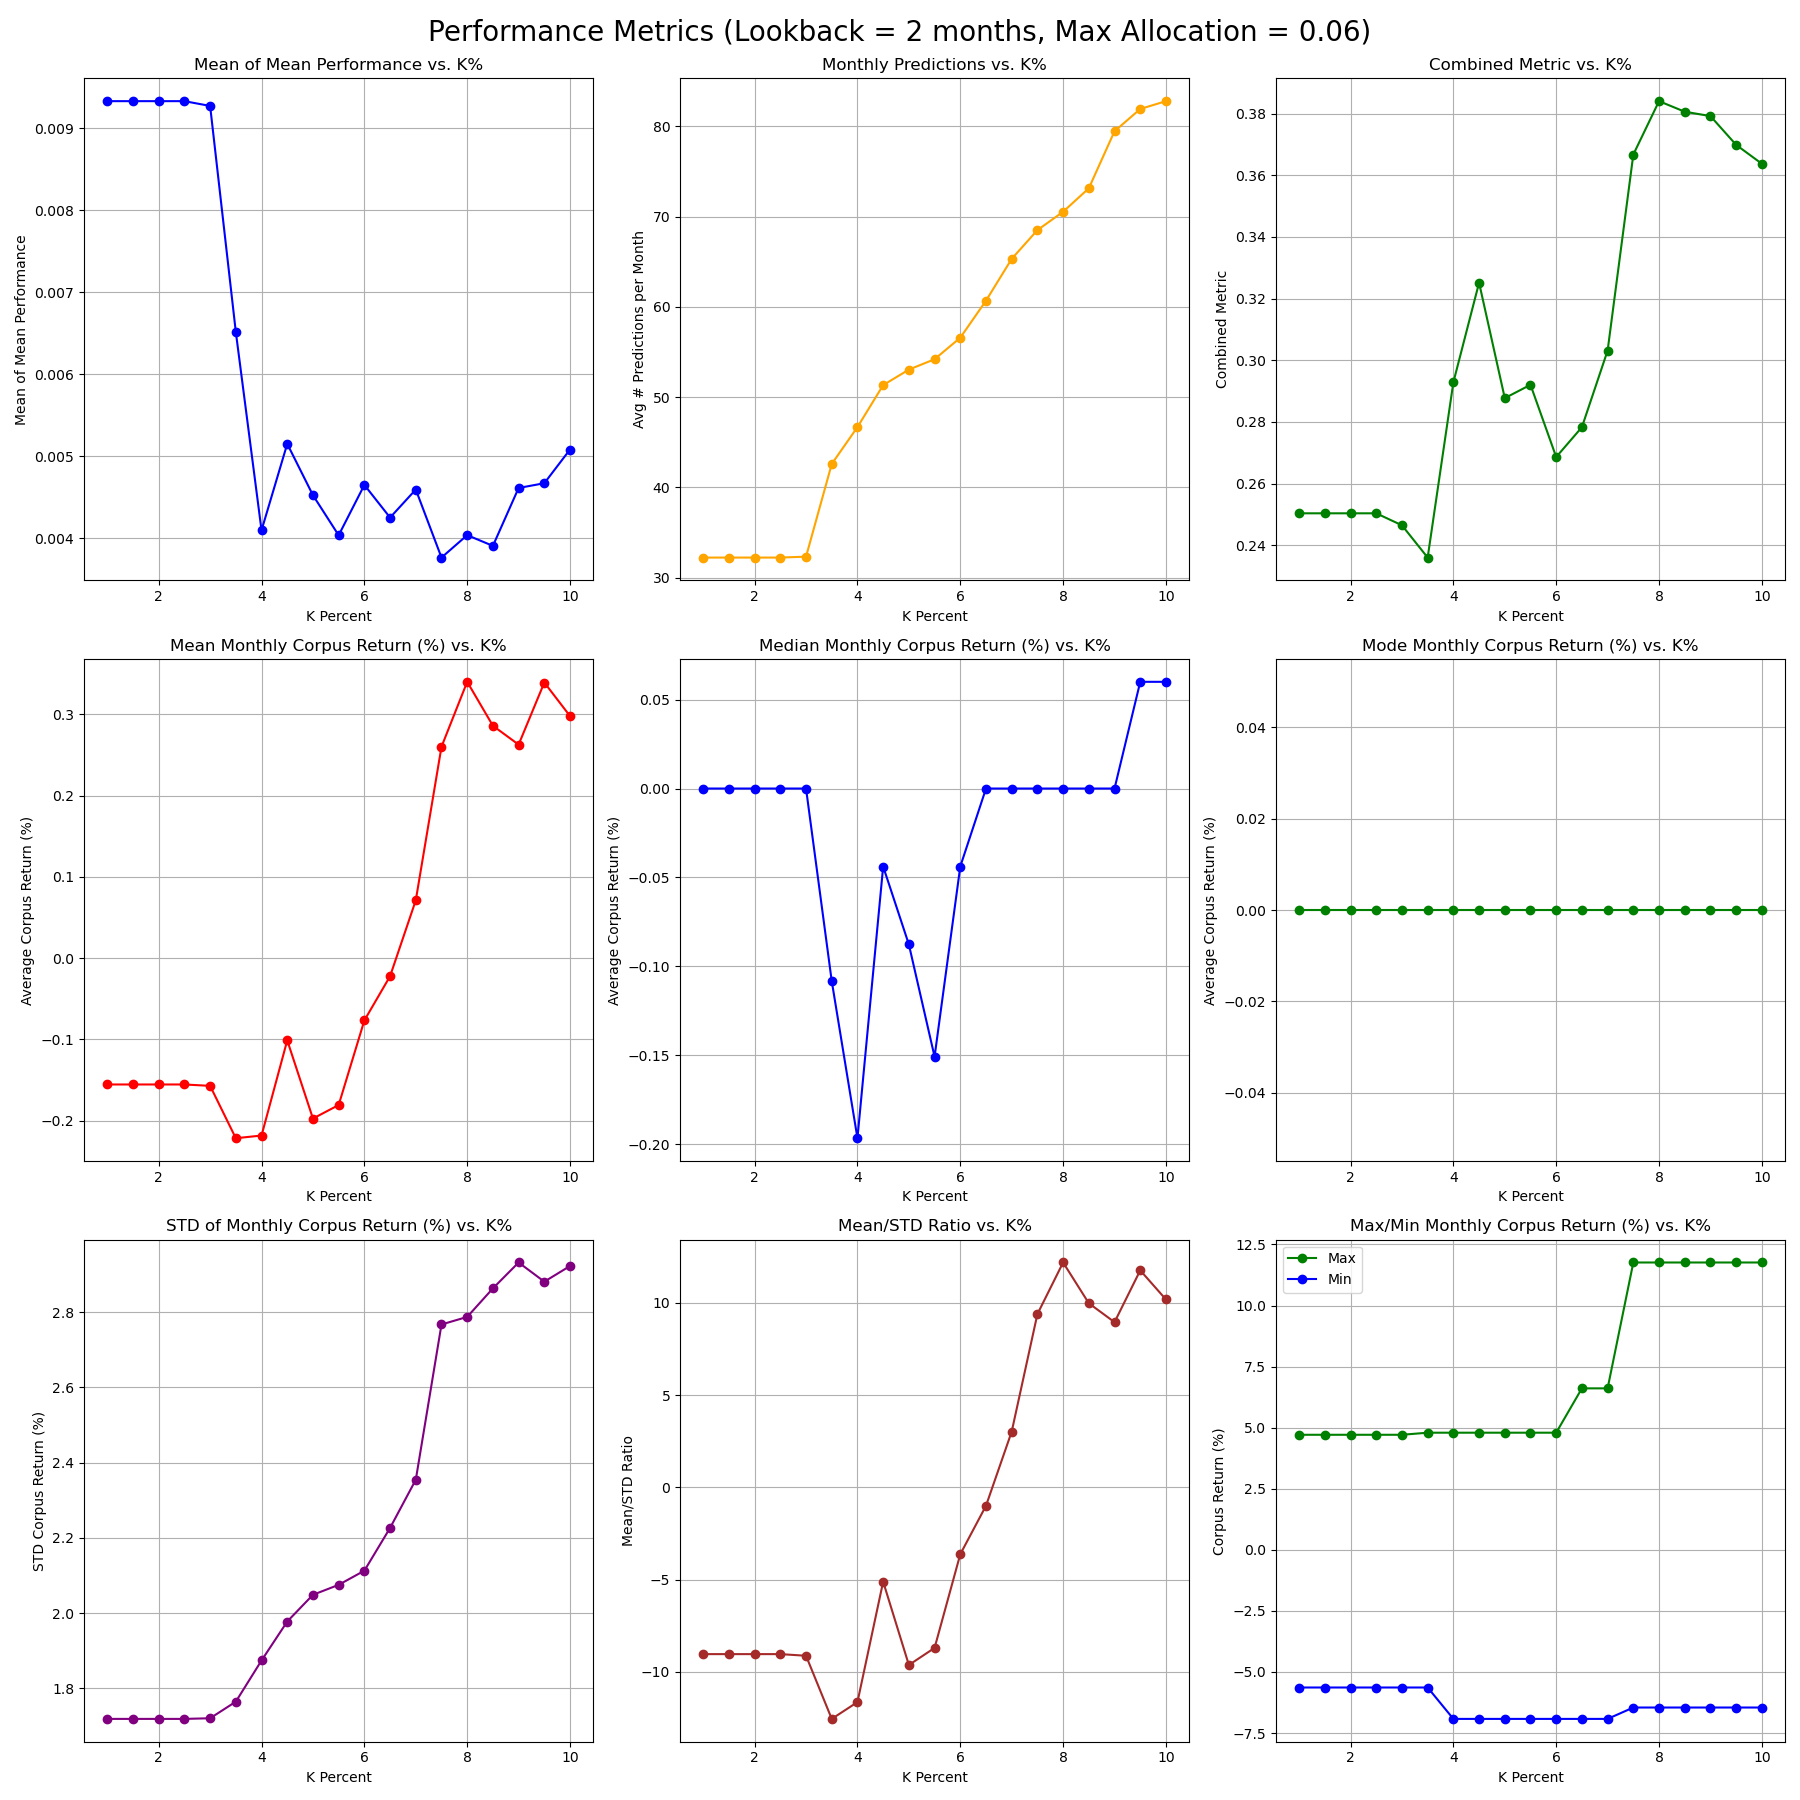 Performance Metrics (Lookback = 2 months, Max Allocation = 0.06)
Mean of Mean Performance vs. K%
Mean of Mean Performance
0.009
0.008
0.007
0.006
0.005
0.004
2 4 6 8 10
K Percent
Monthly Predictions vs. K%
Avg # Predictions per Month
80
70
60
50
40
30
2 4 6 8 10
K Percent
Combined Metric vs. K%
Combined Metric
0.38
0.36
0.34
0.32
0.30
0.28
0.26
0.24
2 4 6 8 10
K Percent
Mean Monthly Corpus Return (%) vs. K%
Average Corpus Return (%)
0.3
0.2
0.1
0.0
−0.1
−0.2
2 4 6 8 10
K Percent
Median Monthly Corpus Return (%) vs. K%
Average Corpus Return (%)
0.05
0.00
−0.05
−0.10
−0.15
−0.20
2 4 6 8 10
K Percent
Mode Monthly Corpus Return (%) vs. K%
Average Corpus Return (%)
0.04
0.02
0.00
−0.02
−0.04
2 4 6 8 10
K Percent
STD of Monthly Corpus Return (%) vs. K%
STD Corpus Return (%)
2.8
2.6
2.4
2.2
2.0
1.8
2 4 6 8 10
K Percent
Mean/STD Ratio vs. K%
Mean/STD Ratio
10
5
0
−5
−10
2 4 6 8 10
K Percent
Max/Min Monthly Corpus Return (%) vs. K%
Max
Min
Corpus Return (%)
12.5
10.0
7.5
5.0
2.5
0.0
−2.5
−5.0
−7.5
2 4 6 8 10
K Percent